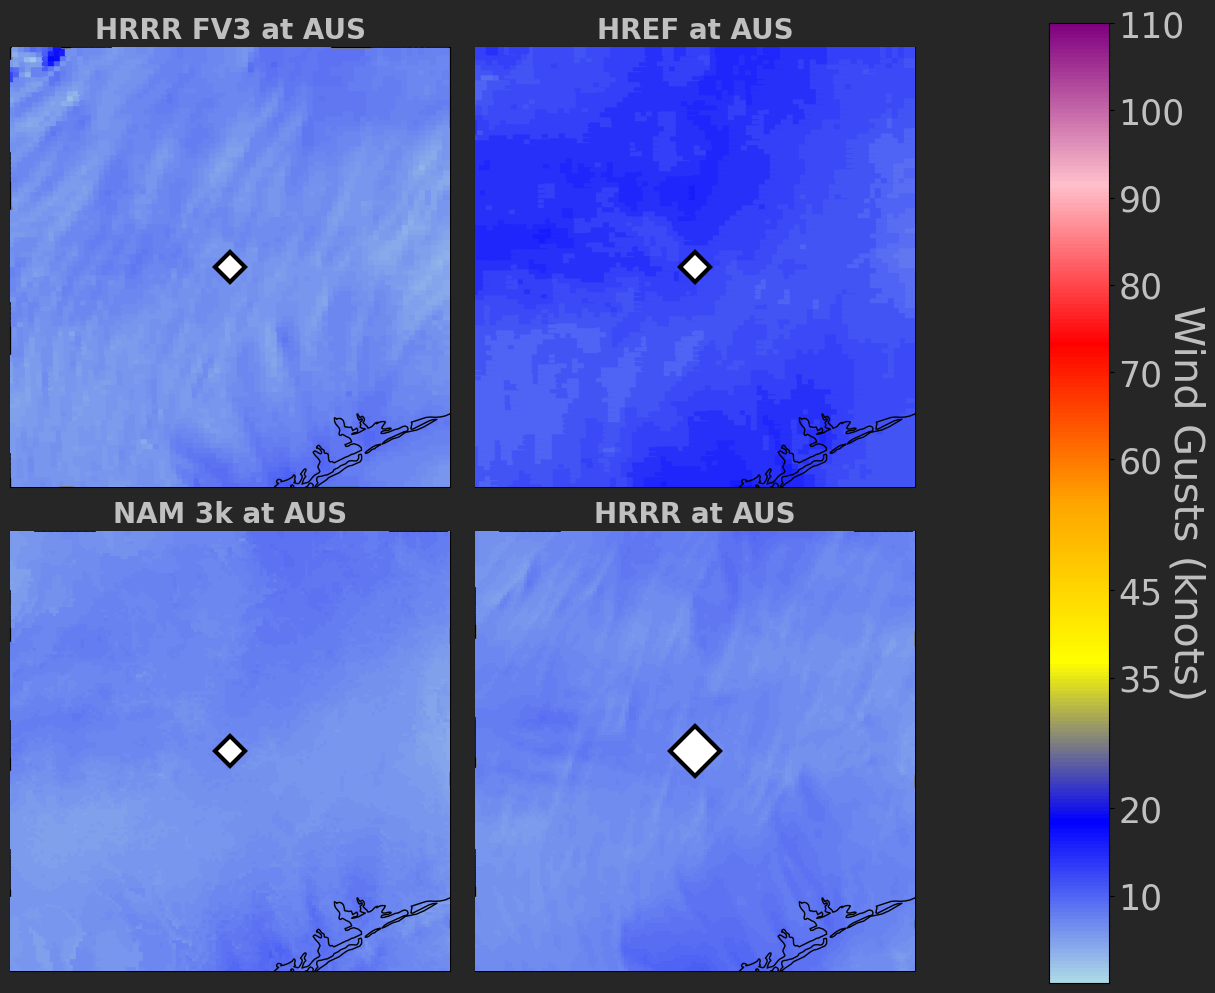 HRRR FV3 at AUS
HREF at AUS
NAM 3k at AUS
HRRR at AUS
110
100
90
80
70
60
45
35
20
10
Wind Gusts (knots)